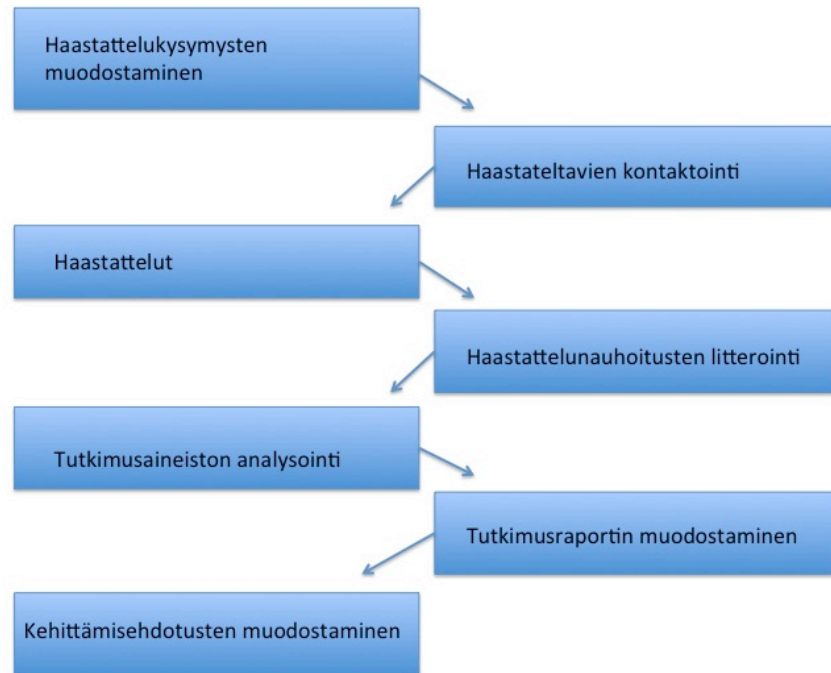 Haastattelukysymysten
muodostaminen
Haastateltavien kontaktointi
Haastattelut
Haastattelunauhoitusten litterointi
Tutkimusaineiston analysointi
Tutkimusraportin muodostaminen
Kehittämisehdotusten muodostaminen